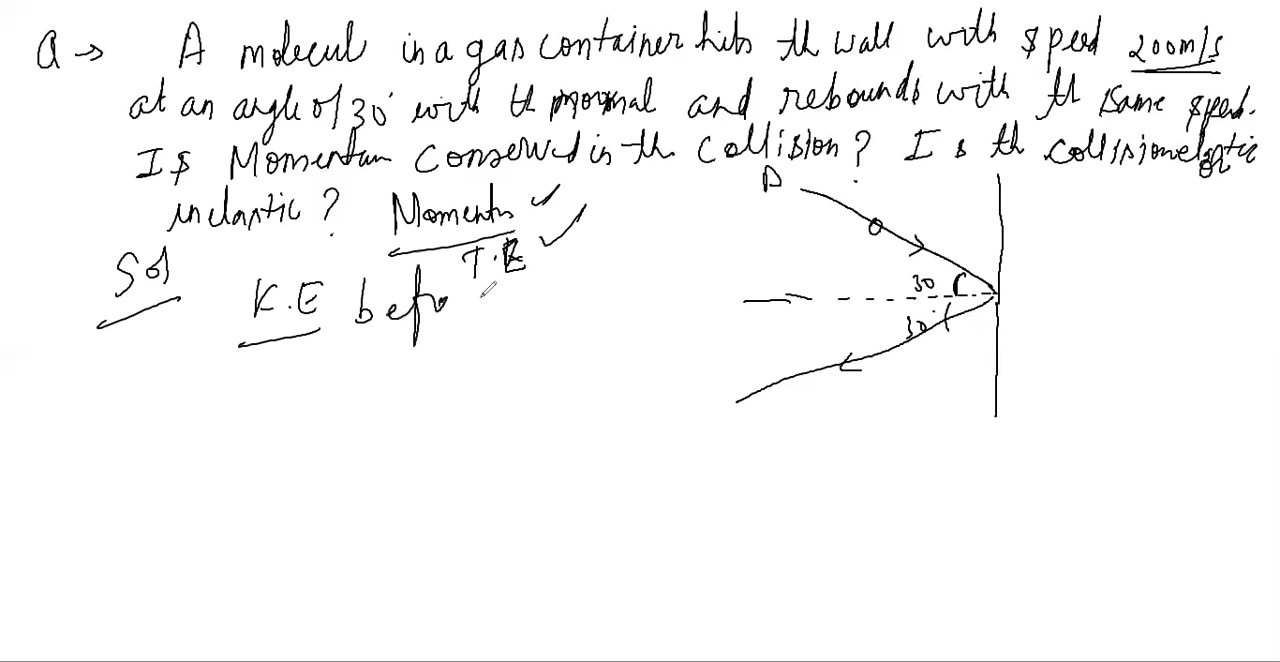 Q → A molecul in a gas container hits th wall with speed 200m/s
at an angle of 30° with th normal and rebounds with th same speed.
Is Momentum Conserved in th Collision? Is th collision elastic or
inelastic? Momentum ✓
T.E ✓
Sol K.E befo
A
30
30°